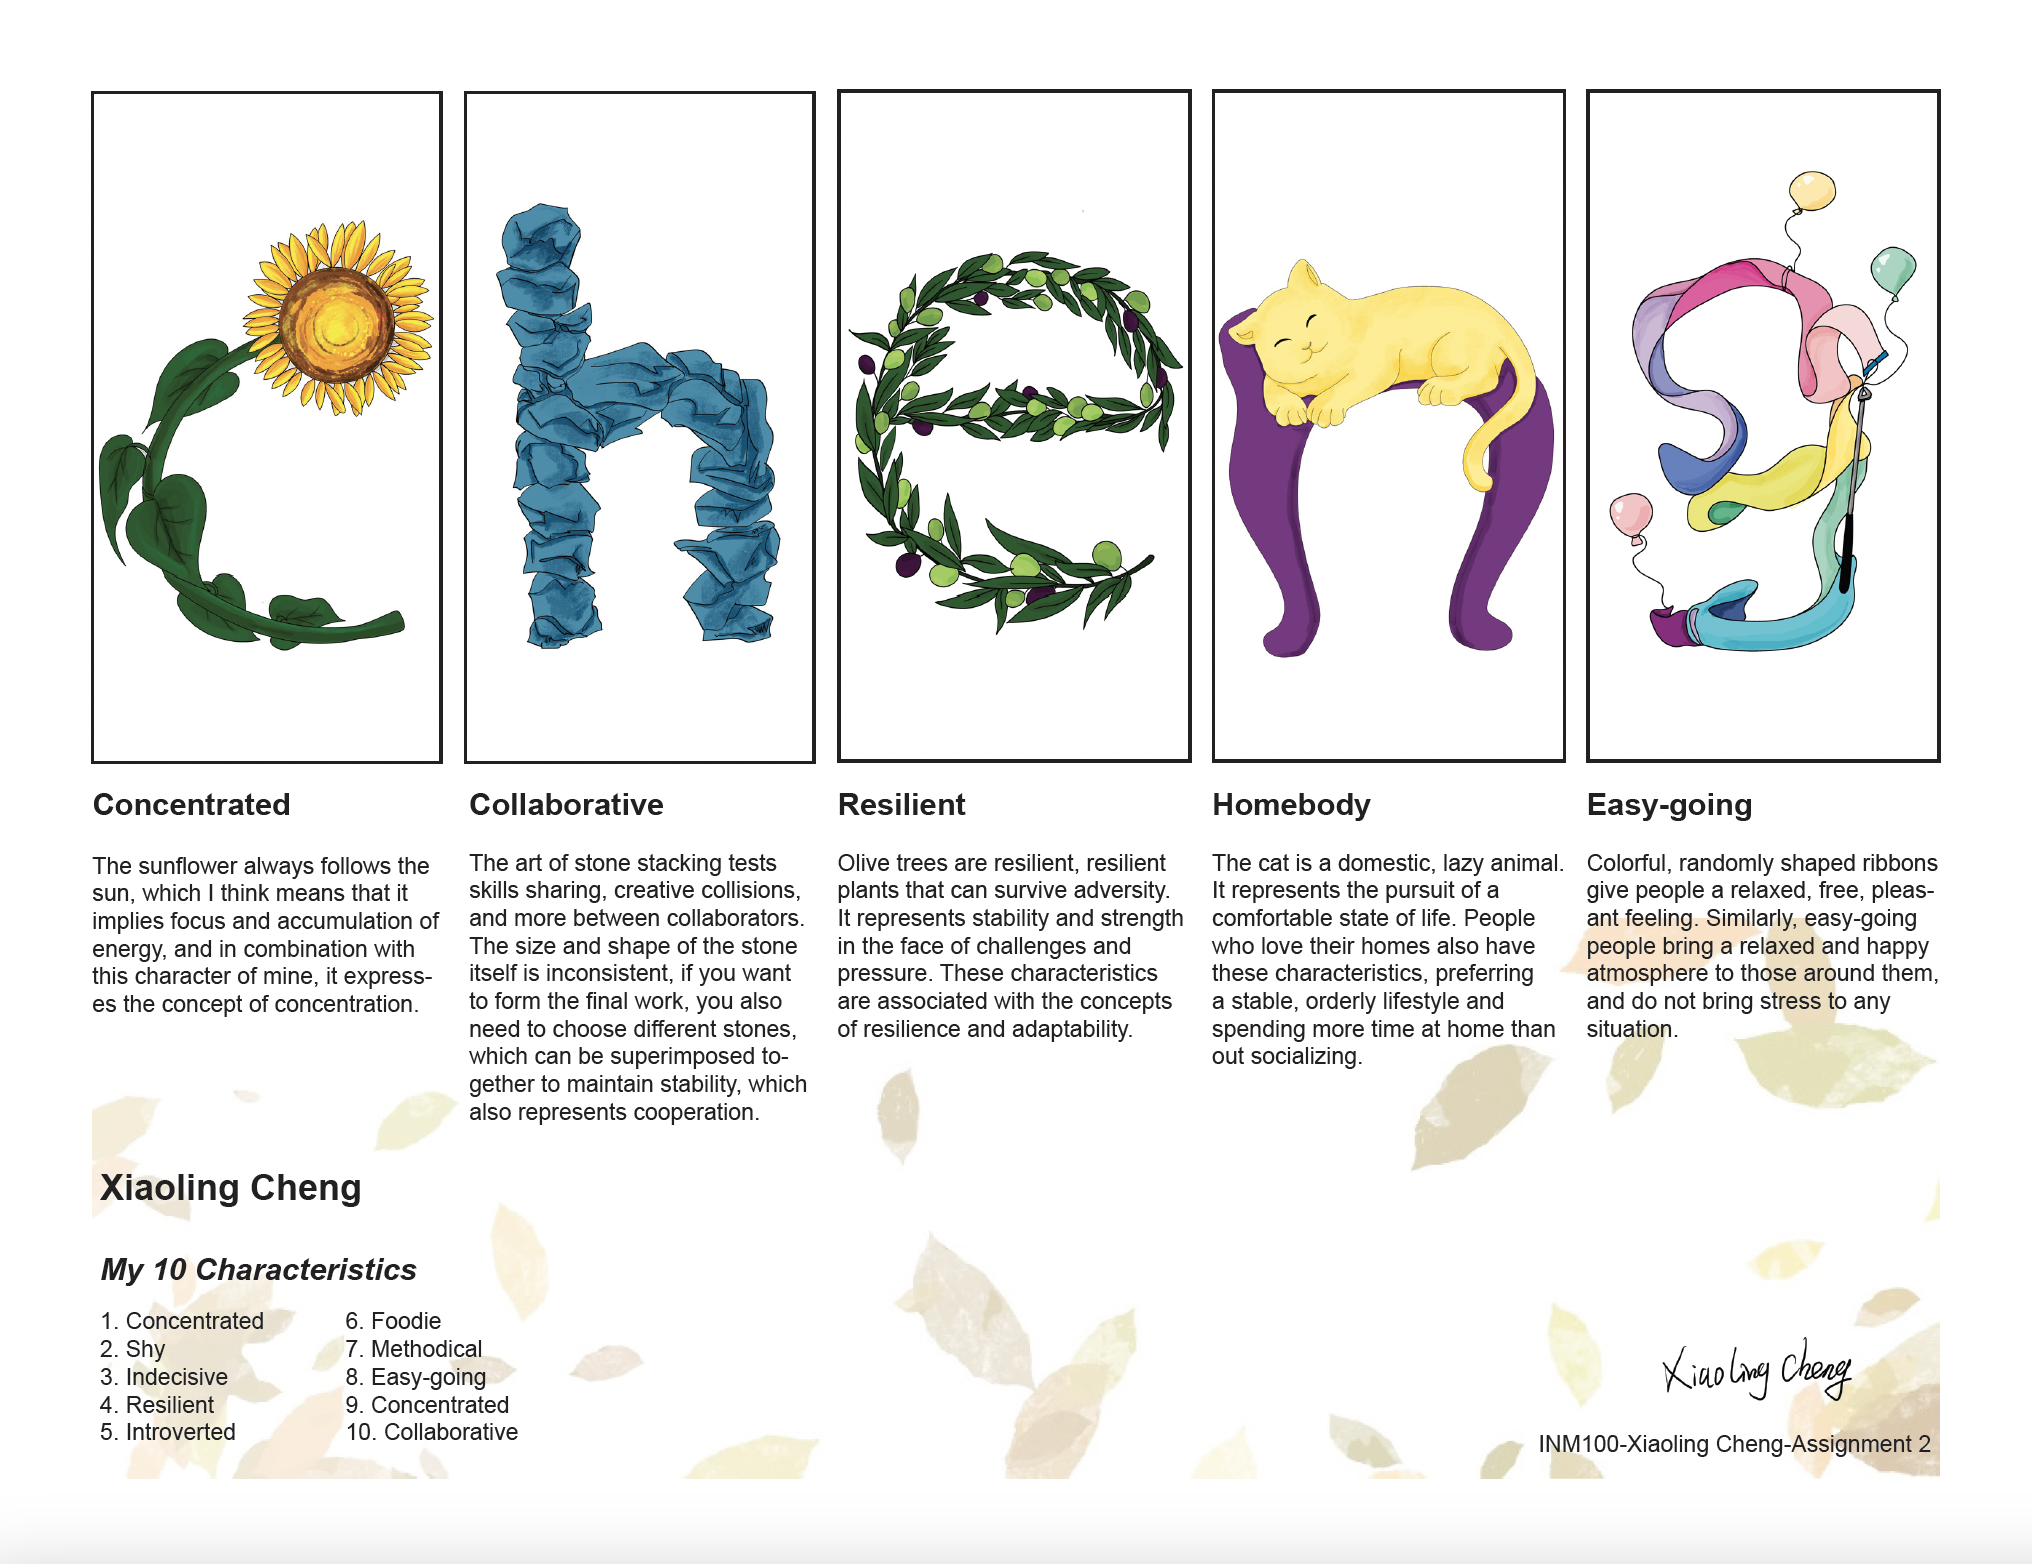 Concentrated
The sunflower always follows the
sun, which I think means that it
implies focus and accumulation of
energy, and in combination with
this character of mine, it express-
es the concept of concentration.
Collaborative
The art of stone stacking tests
skills sharing, creative collisions,
and more between collaborators.
The size and shape of the stone
itself is inconsistent, if you want
to form the final work, you also
need to choose different stones,
which can be superimposed to-
gether to maintain stability, which
also represents cooperation.
Resilient
Olive trees are resilient, resilient
plants that can survive adversity.
It represents stability and strength
in the face of challenges and
pressure. These characteristics
are associated with the concepts
of resilience and adaptability.
Homebody
The cat is a domestic, lazy animal.
It represents the pursuit of a
comfortable state of life. People
who love their homes also have
these characteristics, preferring
a stable, orderly lifestyle and
spending more time at home than
out socializing.
Easy-going
Colorful, randomly shaped ribbons
give people a relaxed, free, pleas-
ant feeling. Similarly, easy-going
people bring a relaxed and happy
atmosphere to those around them,
and do not bring stress to any
situation.
Xiaoling Cheng
My 10 Characteristics
1. Concentrated
2. Shy
3. Indecisive
4. Resilient
5. Introverted
6. Foodie
7. Methodical
8. Easy-going
9. Concentrated
10. Collaborative
Xiaoling Cheng
INM100-Xiaoling Cheng-Assignment 2